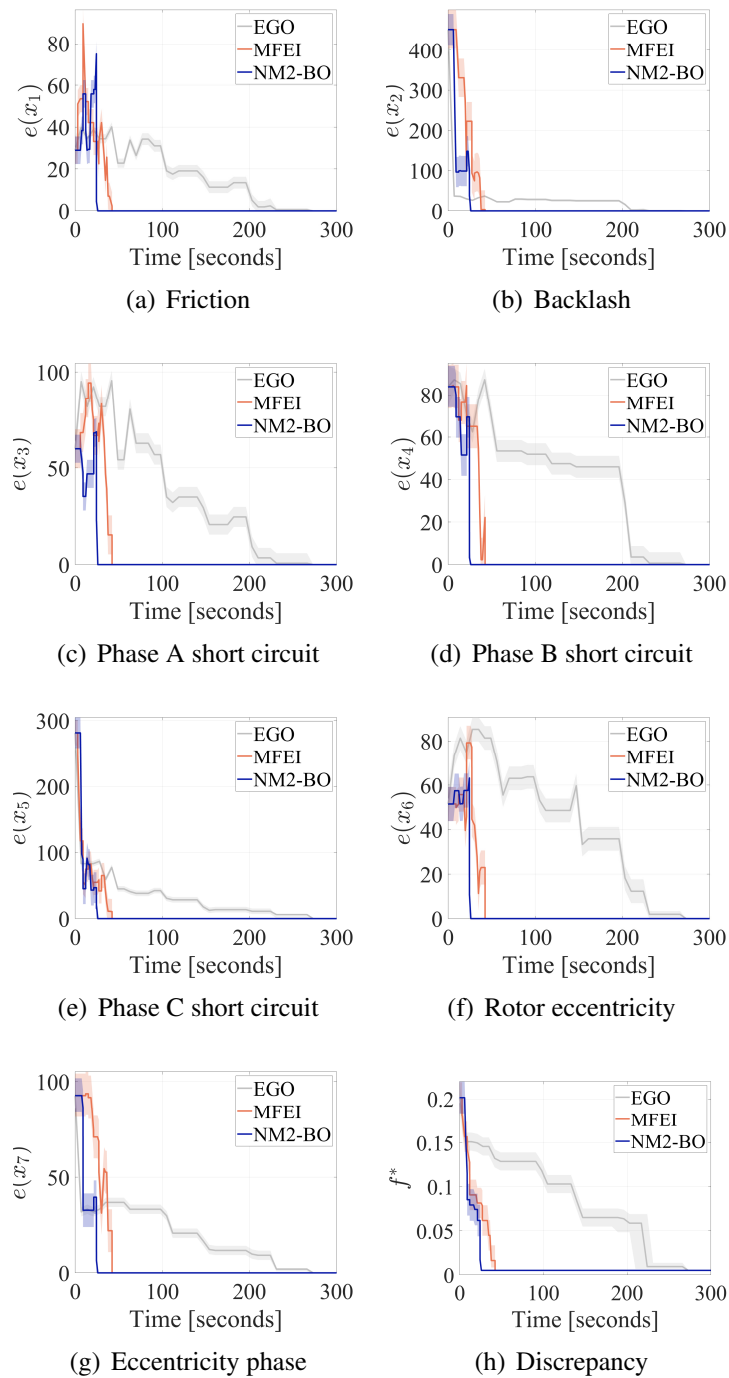 80
60
40
20
0
e(x1)
EGO
MFEI
NM2-BO
0 100 200 300
Time [seconds]
(a) Friction
400
300
200
100
0
e(x2)
EGO
MFEI
NM2-BO
0 100 200 300
Time [seconds]
(b) Backlash
100
50
0
e(x3)
EGO
MFEI
NM2-BO
0 100 200 300
Time [seconds]
(c) Phase A short circuit
80
60
40
20
0
e(x4)
EGO
MFEI
NM2-BO
0 100 200 300
Time [seconds]
(d) Phase B short circuit
300
200
100
0
e(x5)
EGO
MFEI
NM2-BO
0 100 200 300
Time [seconds]
(e) Phase C short circuit
80
60
40
20
0
e(x6)
EGO
MFEI
NM2-BO
0 100 200 300
Time [seconds]
(f) Rotor eccentricity
100
50
0
e(x7)
EGO
MFEI
NM2-BO
0 100 200 300
Time [seconds]
(g) Eccentricity phase
0.2
0.15
0.1
0.05
0
f*
EGO
MFEI
NM2-BO
0 100 200 300
Time [seconds]
(h) Discrepancy